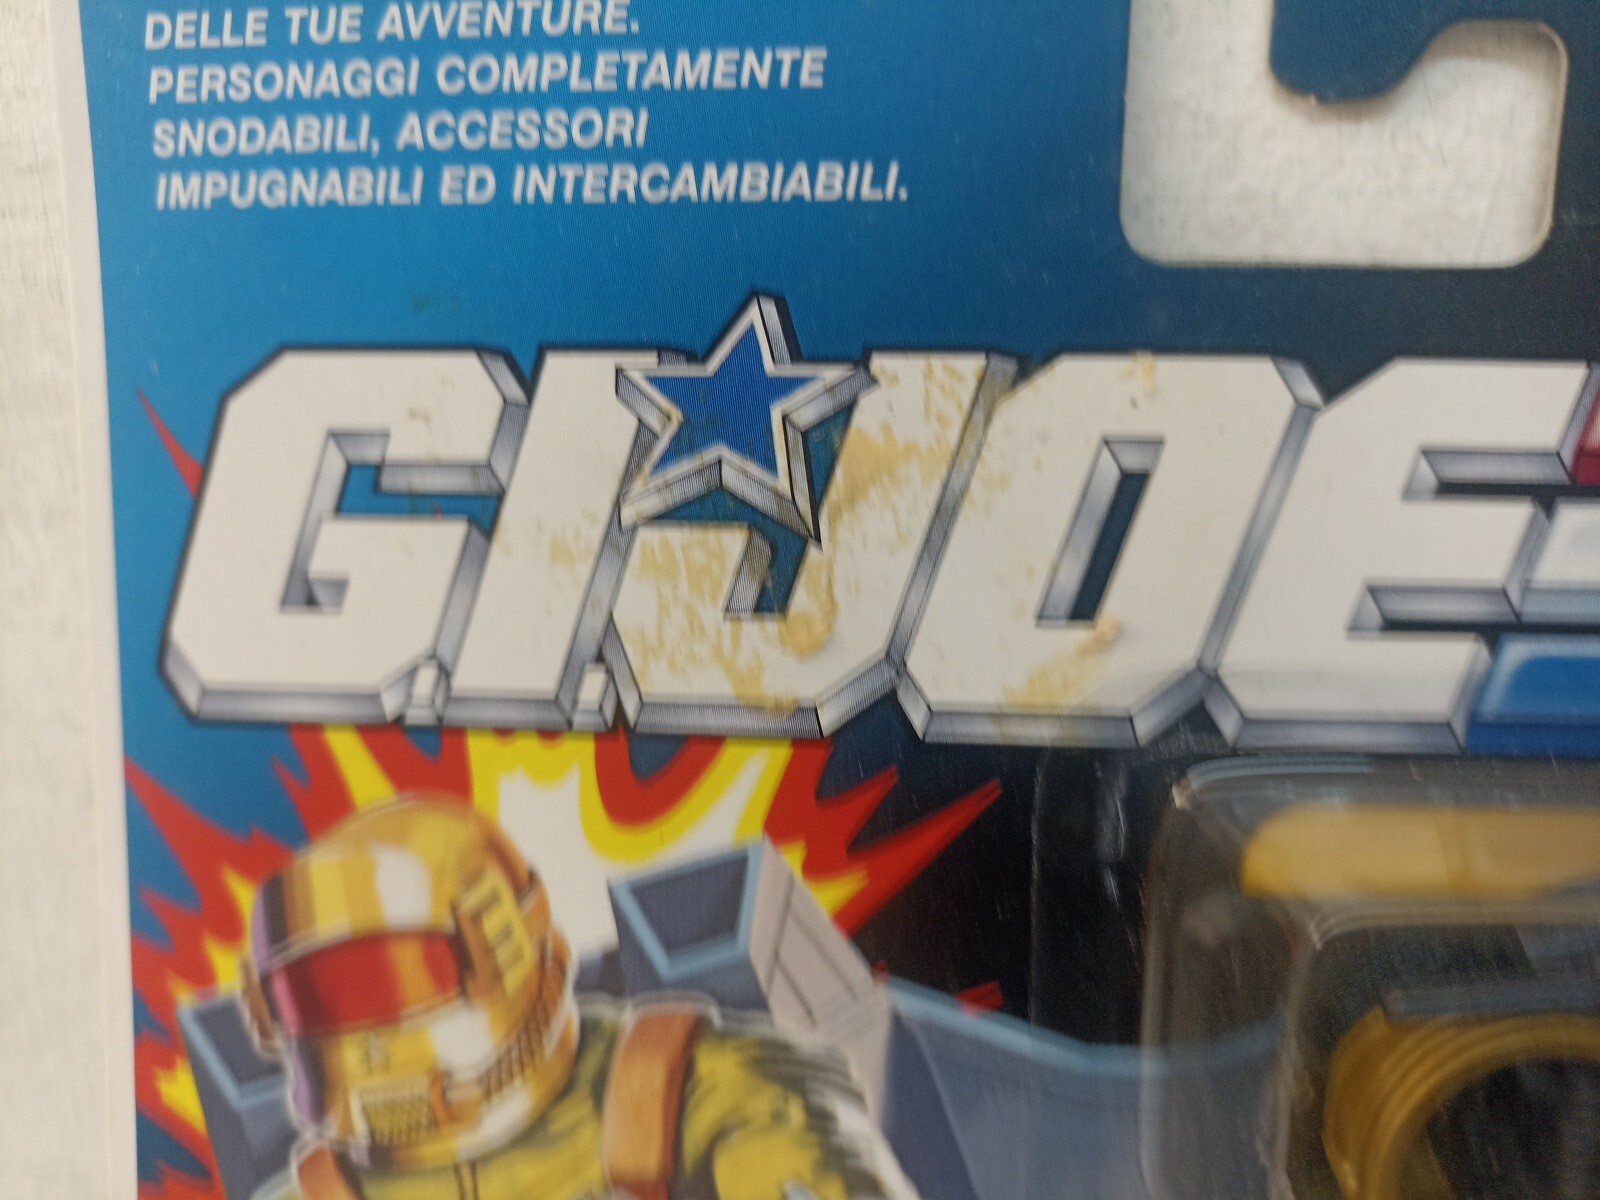 DELLE TUE AVVENTURE.
PERSONAGGI COMPLETAMENTE
SNODABILI, ACCESSORI
IMPUGNABILI ED INTERCAMBIABILI.
G.I.JOE